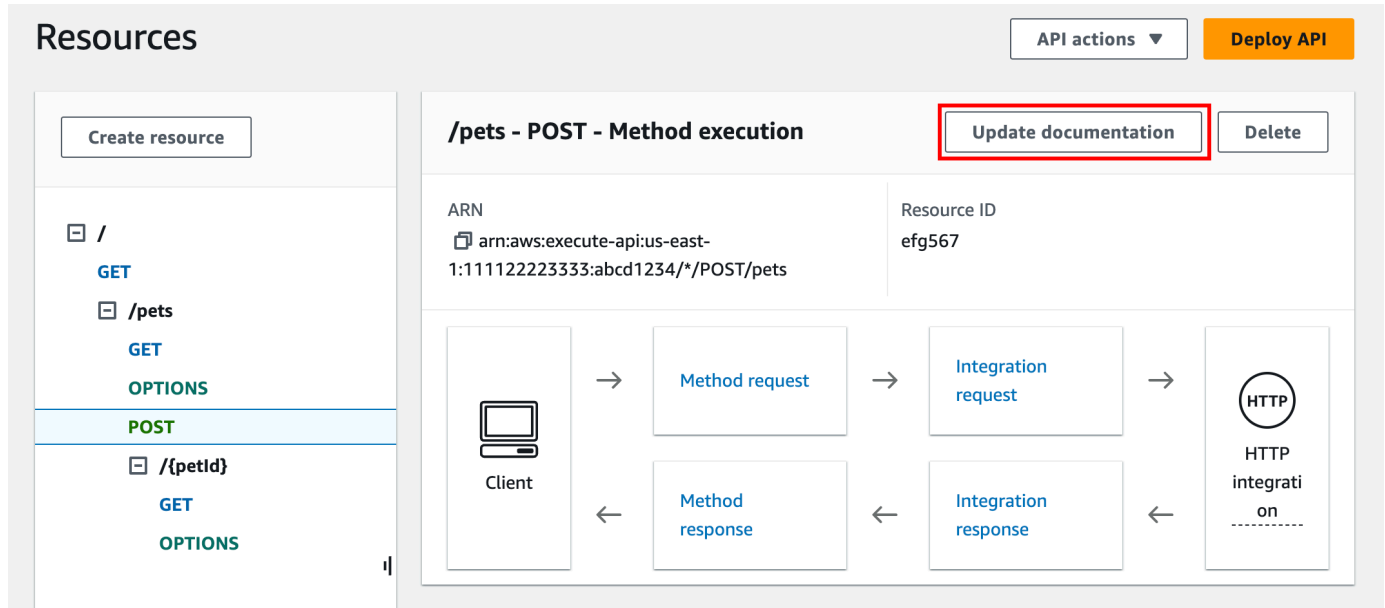 Resources
API actions ▼
Deploy API
Create resource
/
GET
/pets
GET
OPTIONS
POST
/{petId}
GET
OPTIONS
/pets - POST - Method execution
Update documentation
Delete
ARN
arn:aws:execute-api:us-east-
1:111122223333:abcd1234/*/POST/pets
Resource ID
efg567
Client
Method request
Integration
request
HTTP
HTTP
integrati
on
Method
response
Integration
response